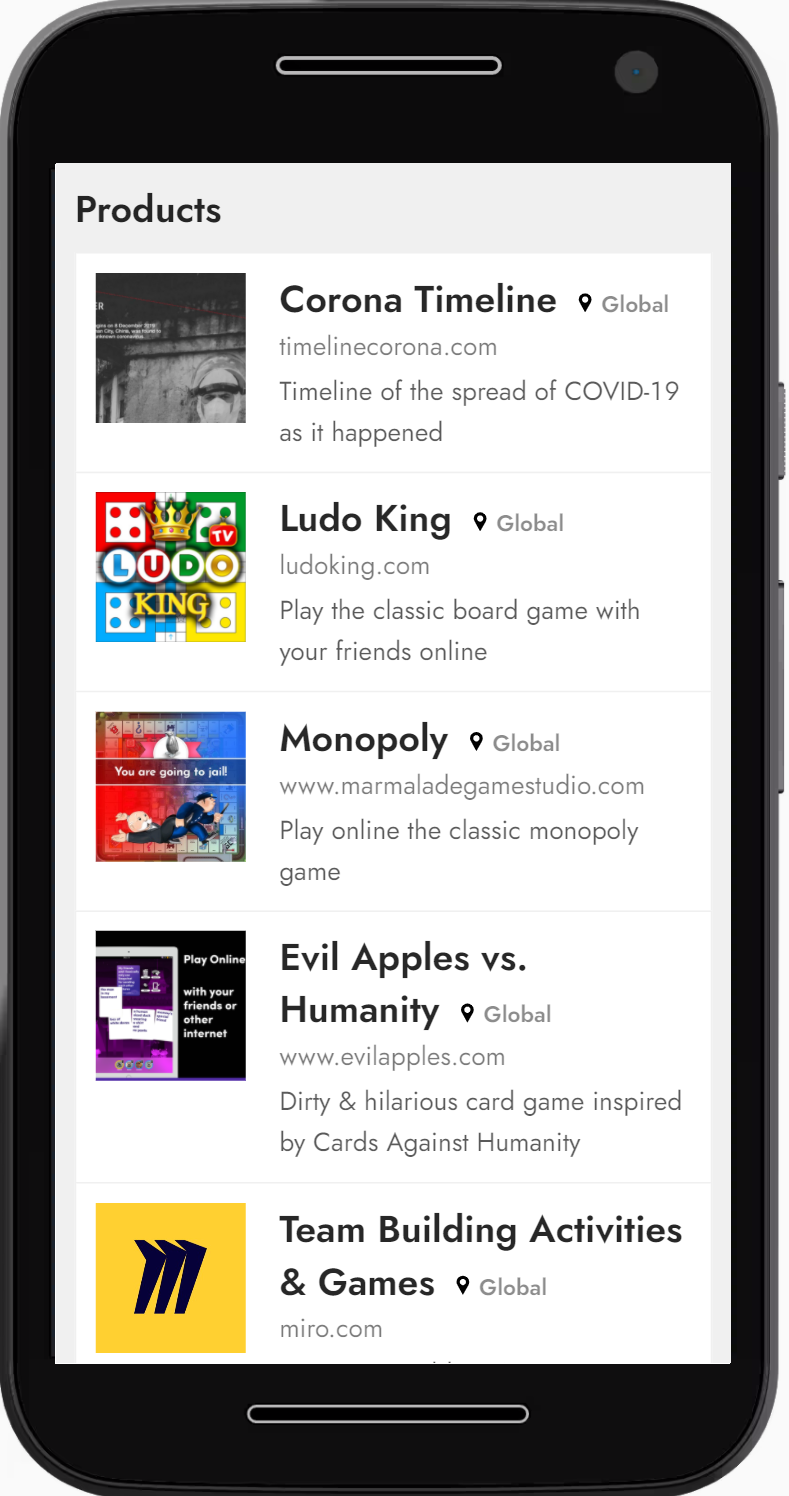 Products
Corona Timeline Global
timelinecorona.com
Timeline of the spread of COVID-19
as it happened
TV
LUDO
KING
Ludo King Global
ludoking.com
Play the classic board game with
your friends online
You are going to jail!
Monopoly Global
www.marmaladegamestudio.com
Play online the classic monopoly
game
Play Online
with your
friends or
other
internet
Evil Apples vs.
Humanity Global
www.evilapples.com
Dirty & hilarious card game inspired
by Cards Against Humanity
Team Building Activities
& Games Global
miro.com